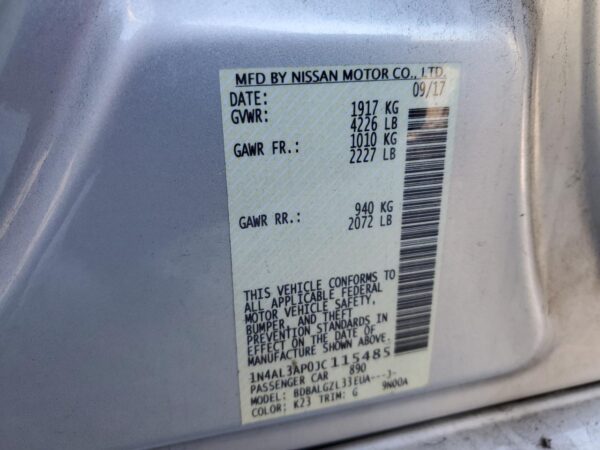 MFD BY NISSAN MOTOR CO., LTD.
DATE: 09/17
GVWR: 1917 KG
4226 LB
GAWR FR.: 1010 KG
2227 LB
GAWR RR.: 940 KG
2072 LB
THIS VEHICLE CONFORMS TO
ALL APPLICABLE FEDERAL
MOTOR VEHICLE SAFETY,
BUMPER, AND THEFT
PREVENTION STANDARDS IN
EFFECT ON THE DATE OF
MANUFACTURE
1N4AL3AP0JC115485
PASSENGER CAR 890
MODEL: BDBALGZL33EUA---J-
COLOR: K23 TRIM: G 9N00A